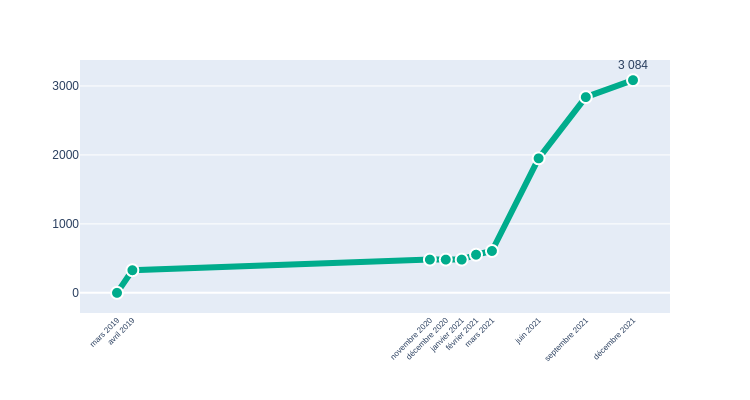 3 084
3000
2000
1000
0
mars 2019
avril 2019
novembre 2020
décembre 2020
janvier 2021
février 2021
mars 2021
juin 2021
septembre 2021
décembre 2021